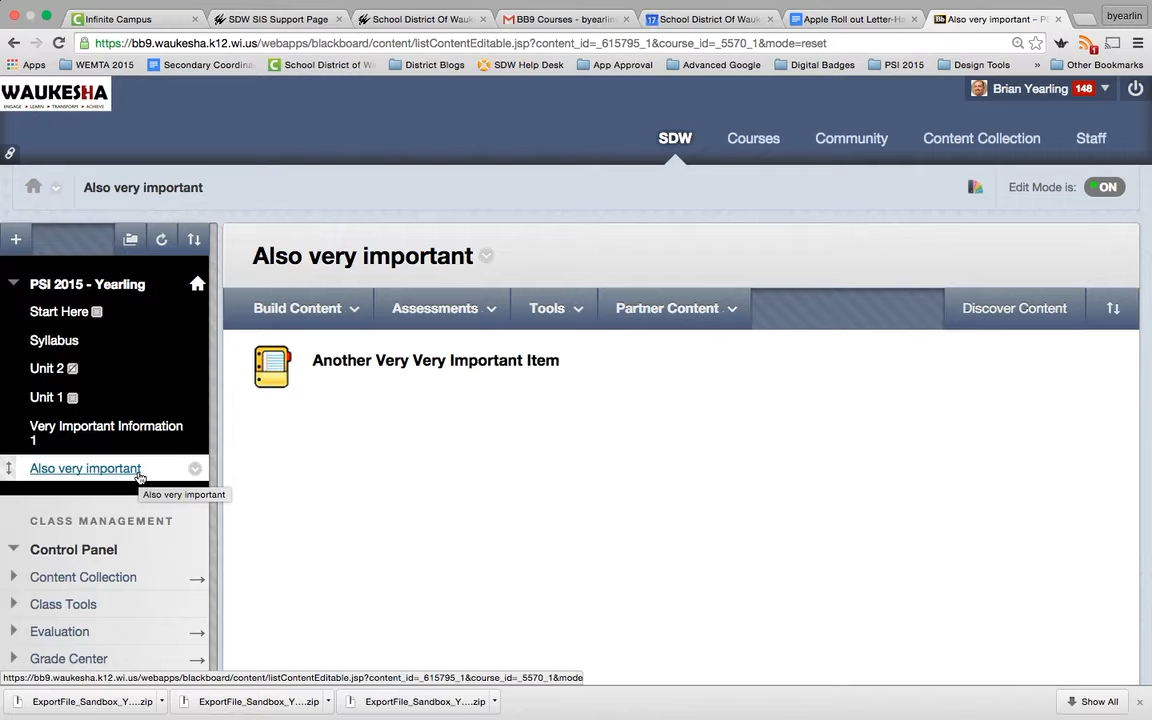 Infinite Campus
SDW SIS Support Page
School District Of Wauk
BB9 Courses - byearlin
17 School District Of Wauk
Apple Roll out Letter-Ha
Bb Also very important – PS
byearlin
https://bb9.waukesha.k12.wi.us/webapps/blackboard/content/listContentEditable.jsp?content_id=_615795_1&course_id=_5570_1&mode=reset
1
Apps
WEMTA 2015
Secondary Coordina
School District of W
District Blogs
SDW Help Desk
App Approval
Advanced Google
Digital Badges
PSI 2015
Design Tools
»
Other Bookmarks
WAUKESHA
ENGAGE ▸ LEARN ▸ TRANSFORM ▸ ACHIEVE
Brian Yearling 148
SDW
Courses
Community
Content Collection
Staff
Also very important
Edit Mode is: ON
PSI 2015 - Yearling
Start Here
Syllabus
Unit 2
Unit 1
Very Important Information
1
Also very important
Also very important
CLASS MANAGEMENT
Control Panel
Content Collection
Class Tools
Evaluation
Grade Center
Also very important
Build Content
Assessments
Tools
Partner Content
Discover Content
Another Very Very Important Item
https://bb9.waukesha.k12.wi.us/webapps/blackboard/content/listContentEditable.jsp?content_id=_615795_1&course_id=_5570_1&mode
ExportFile_Sandbox_Y....zip
ExportFile_Sandbox_Y....zip
ExportFile_Sandbox_Y....zip
Show All